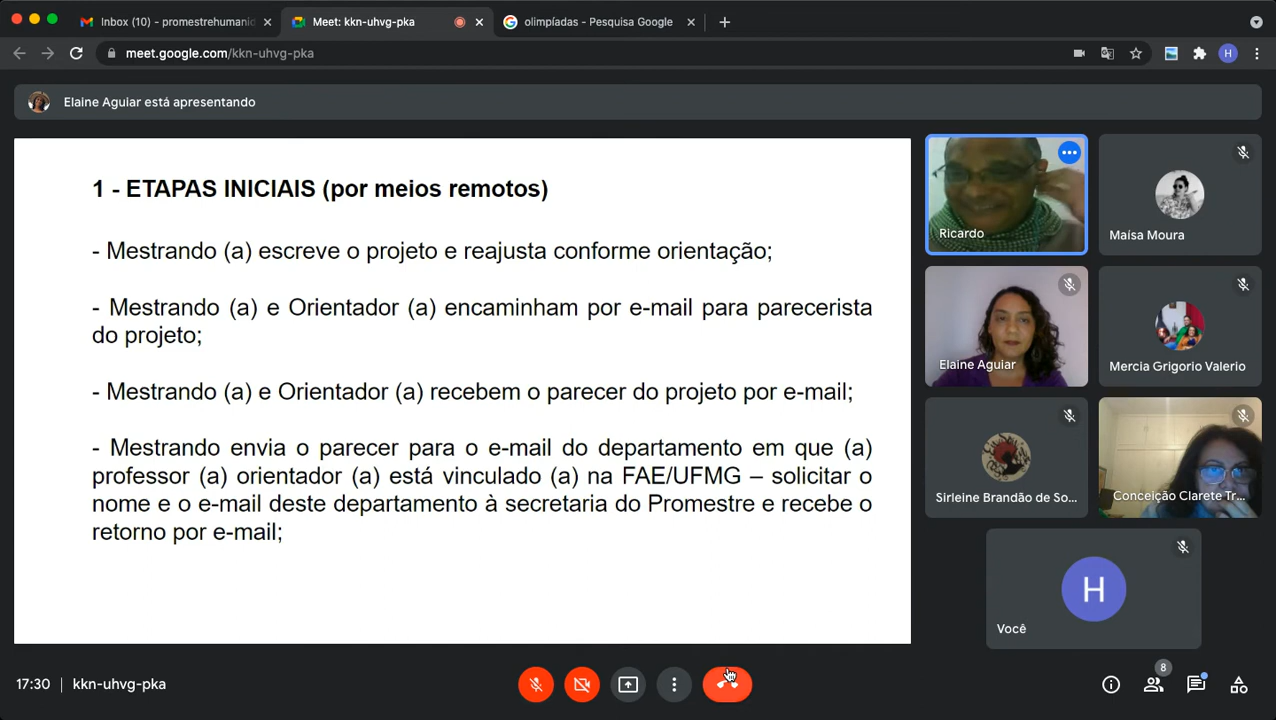 Inbox (10) - promestrehumanid
Meet: kkn-uhvg-pka
olimpíadas - Pesquisa Google
meet.google.com/kkn-uhvg-pka
H
Elaine Aguiar está apresentando
1 - ETAPAS INICIAIS (por meios remotos)
- Mestrando (a) escreve o projeto e reajusta conforme orientação;
- Mestrando (a) e Orientador (a) encaminham por e-mail para parecerista
do projeto;
- Mestrando (a) e Orientador (a) recebem o parecer do projeto por e-mail;
- Mestrando envia o parecer para o e-mail do departamento em que (a)
professor (a) orientador (a) está vinculado (a) na FAE/UFMG – solicitar o
nome e o e-mail deste departamento à secretaria do Promestre e recebe o
retorno por e-mail;
Ricardo
Maísa Moura
Elaine Aguiar
Mercia Grigorio Valerio
Sirleine Brandão de So...
Conceição Clarete Tr...
H
Você
17:30 | kkn-uhvg-pka
8